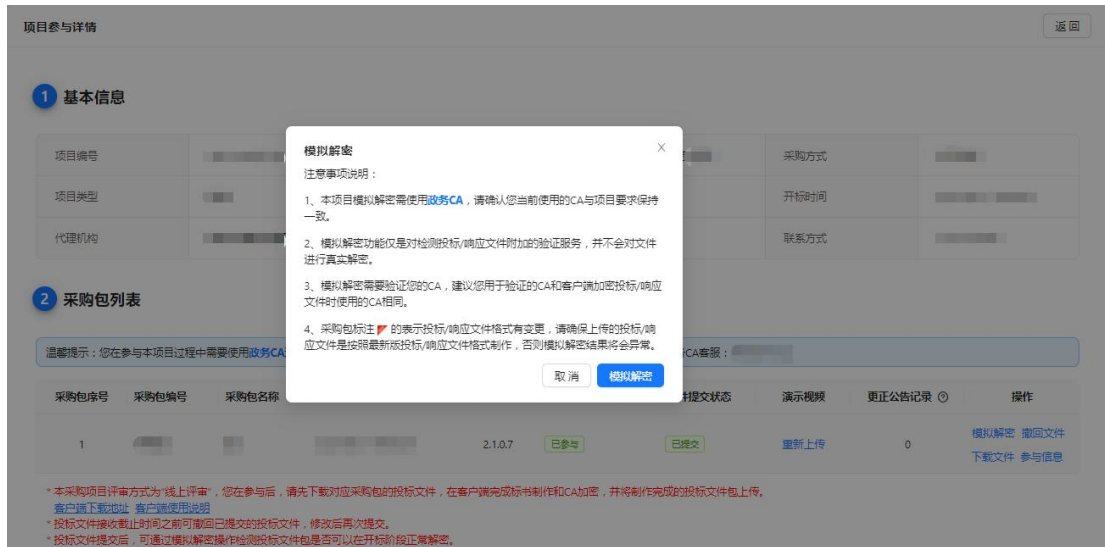 项目参与详情
返回
1 基本信息
项目编号
采购方式
项目类型
开标时间
代理机构
联系方式
模拟解密
注意事项说明：
1、本项目模拟解密需使用政务CA，请确认您当前使用的CA与项目要求保持
一致。
2、模拟解密功能仅是对检测投标/响应文件附加的验证服务，并不会对文件
进行真实解密。
3、模拟解密需要验证您的CA，建议您用于验证的CA和客户端加密投标/响应
文件时使用的CA相同。
4、采购包标注 的表示投标/响应文件格式有变更，请确保上传的投标/响
应文件是按照最新版投标/响应文件格式制作，否则模拟解密结果将会异常。
取消 模拟解密
2 采购包列表
温馨提示：您在参与本项目过程中需要使用政务CA
CA客服：
采购包序号 采购包编号 采购包名称 提交状态 演示视频 更正公告记录 操作
1 2.1.0.7 已参与 已提交 重新上传 0 模拟解密 撤回文件
下载文件 参与信息
*本采购项目评审方式为“线上评审”，您在参与后，请先下载对应采购包的投标文件，在客户端完成标书制作和CA加密，并将制作完成的投标文件包上传。
客户端下载地址 客户端使用说明
*投标文件接收截止时间之前可撤回已提交的投标文件，修改后再次提交。
*投标文件提交后，可通过模拟解密操作检测投标文件包是否可以在开标阶段正常解密。